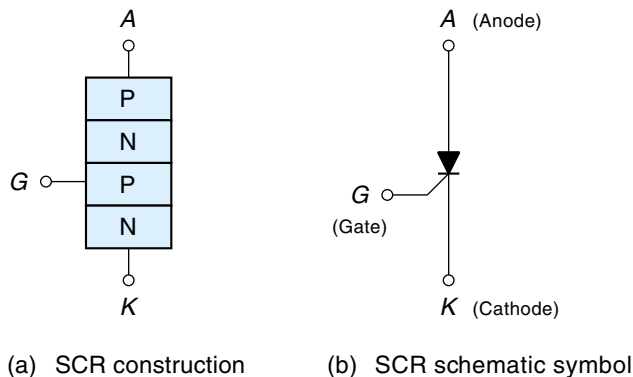 A
P
N
G P
N
K
(a) SCR construction
A (Anode)
G
(Gate)
K (Cathode)
(b) SCR schematic symbol